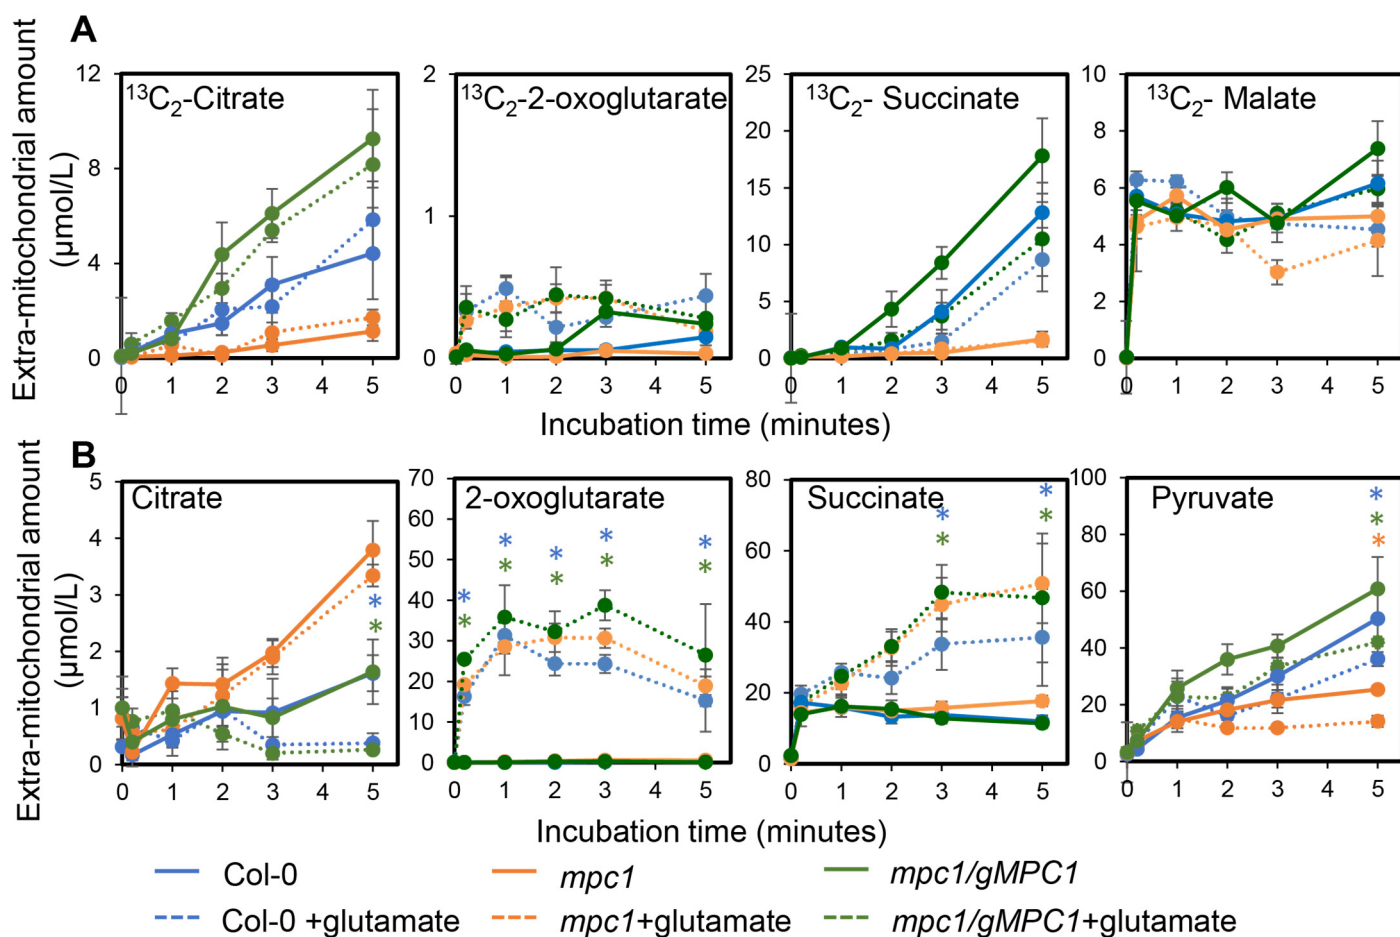 A
Extra-mitochondrial amount
(µmol/L)
¹³C₂-Citrate
¹³C₂-2-oxoglutarate
¹³C₂- Succinate
¹³C₂- Malate
12
8
4
0
2
1
0
25
20
15
10
5
0
10
8
6
4
2
0
0 1 2 3 4 5
0 1 2 3 4 5
0 1 2 3 4 5
0 1 2 3 4 5
Incubation time (minutes)
B
Extra-mitochondrial amount
(µmol/L)
Citrate
2-oxoglutarate
Succinate
Pyruvate
5
4
3
2
1
0
70
60
50
40
30
20
10
0
80
60
40
20
0
100
80
60
40
20
0
* * * * *
* * * * *
* *
* *
*
*
*
*
*
0 1 2 3 4 5
0 1 2 3 4 5
0 1 2 3 4 5
0 1 2 3 4 5
Incubation time (minutes)
Col-0
mpc1
mpc1/gMPC1
Col-0 +glutamate
mpc1+glutamate
mpc1/gMPC1+glutamate